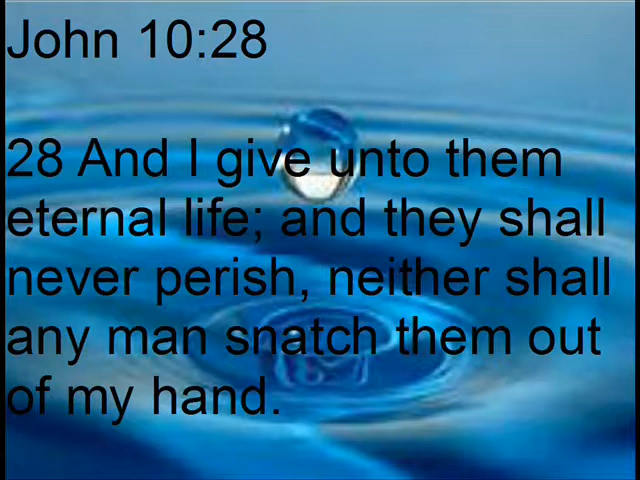 John 10:28
28 And I give unto them
eternal life; and they shall
never perish, neither shall
any man snatch them out
of my hand.